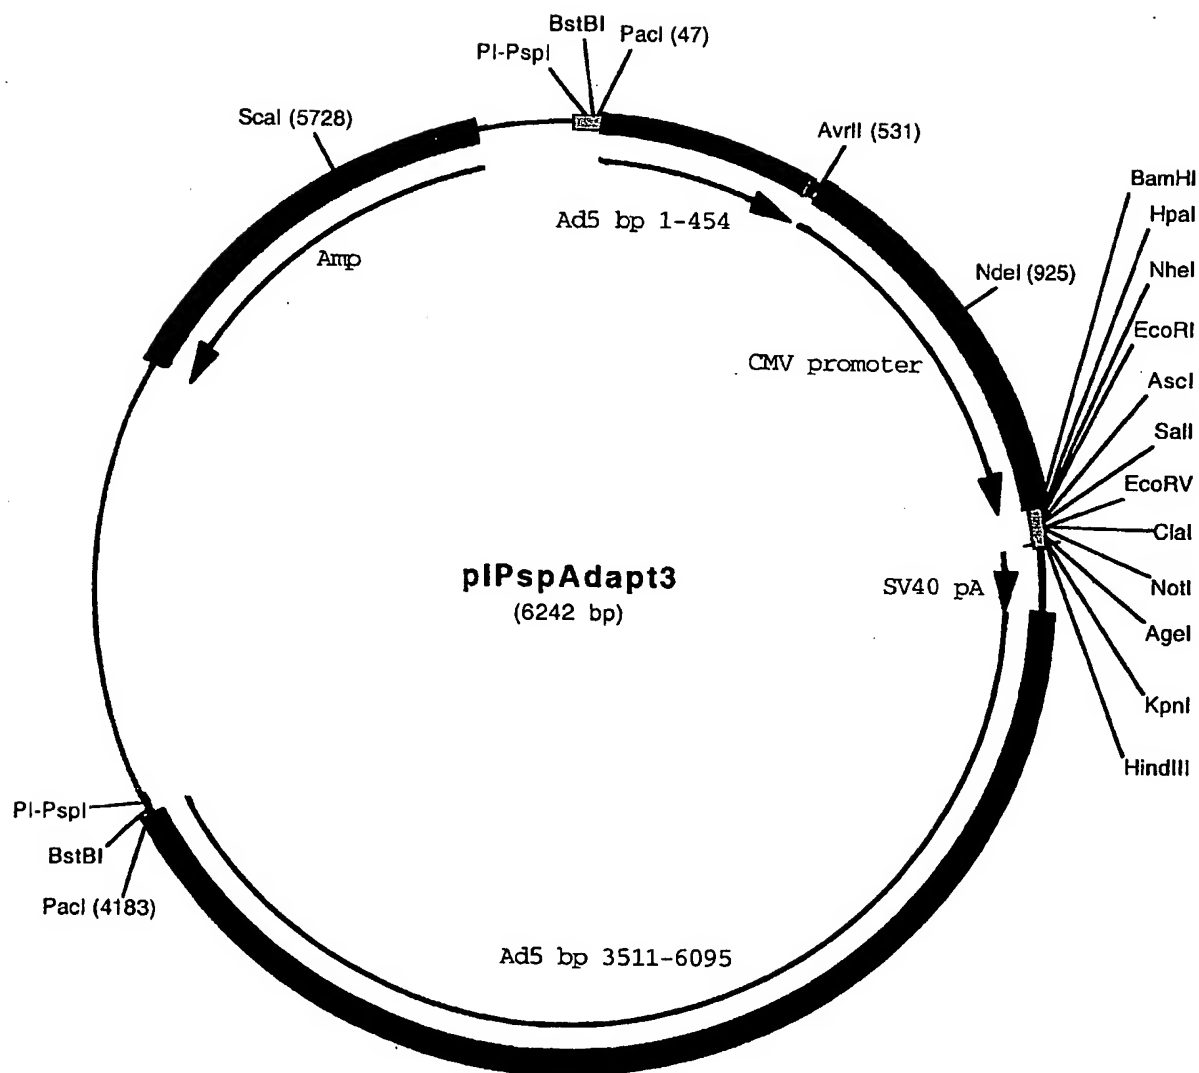 BstBI
PI-PspI
PacI (47)
ScaI (5728)
AvrII (531)
BamHI
HpaI
Ad5 bp 1-454
Amp
NdeI (925)
NheI
EcoRI
CMV promoter
AscI
SalI
EcoRV
ClaI
pIPspAdapt3
(6242 bp)
SV40 pA
NotI
AgeI
KpnI
HindIII
PI-PspI
BstBI
PacI (4183)
Ad5 bp 3511-6095